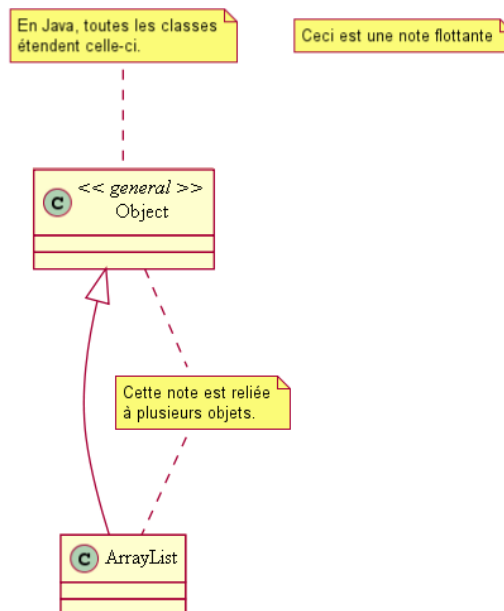 En Java, toutes les classes
étendent celle-ci.
Ceci est une note flottante
<< general >>
C
Object
Cette note est reliée
à plusieurs objets.
C ArrayList